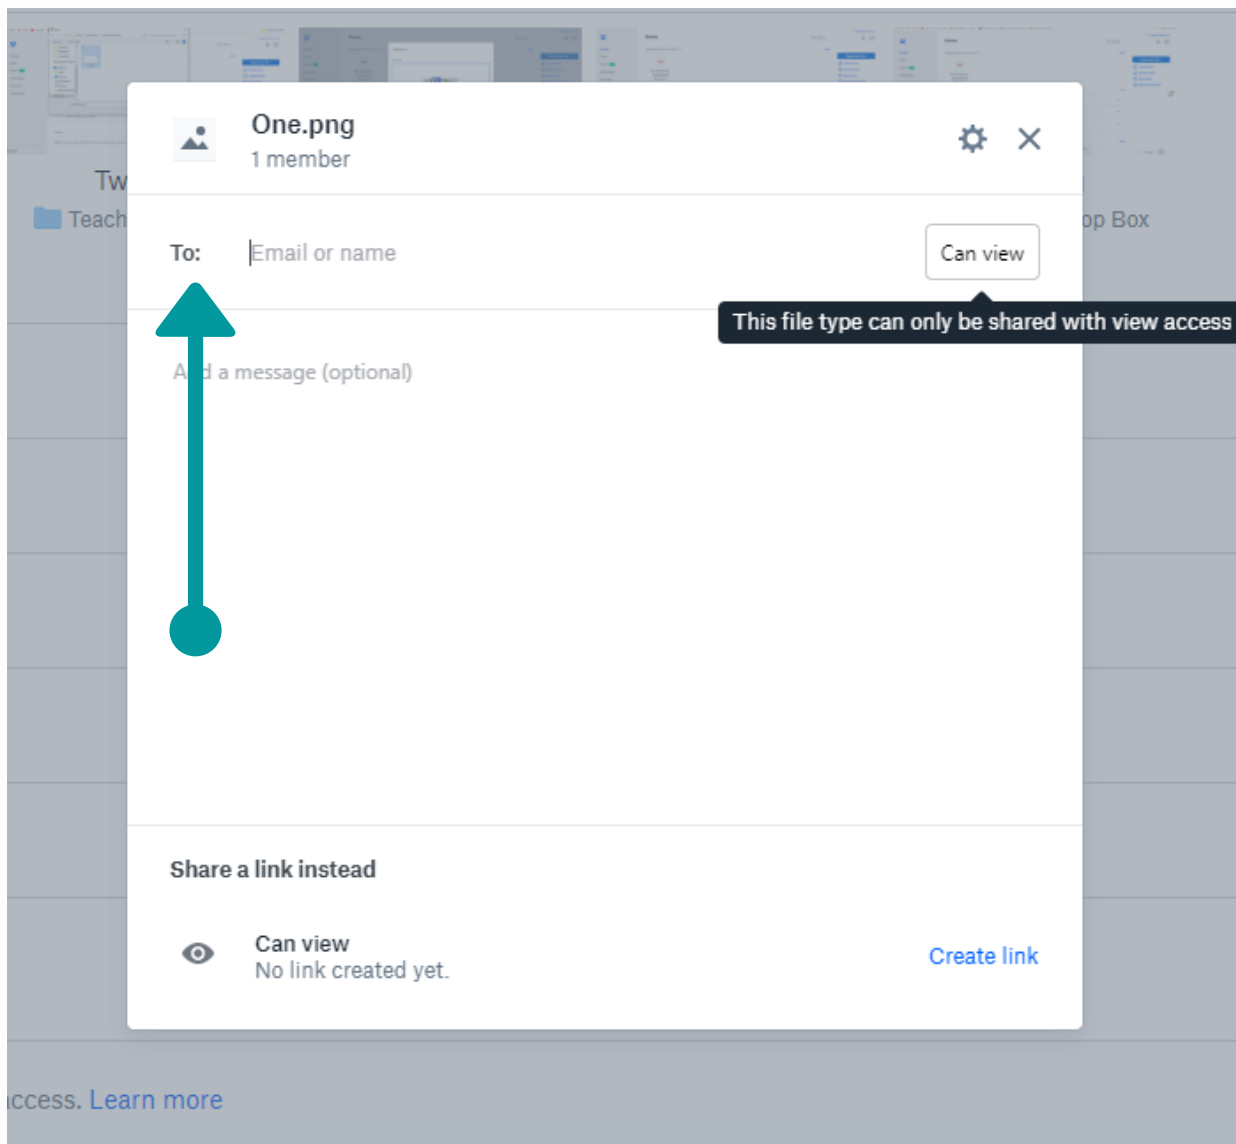 One.png
1 member
Tw
Teach
op Box
To: Email or name Can view
This file type can only be shared with view access
Add a message (optional)
Share a link instead
Can view
No link created yet.
Create link
access. Learn more